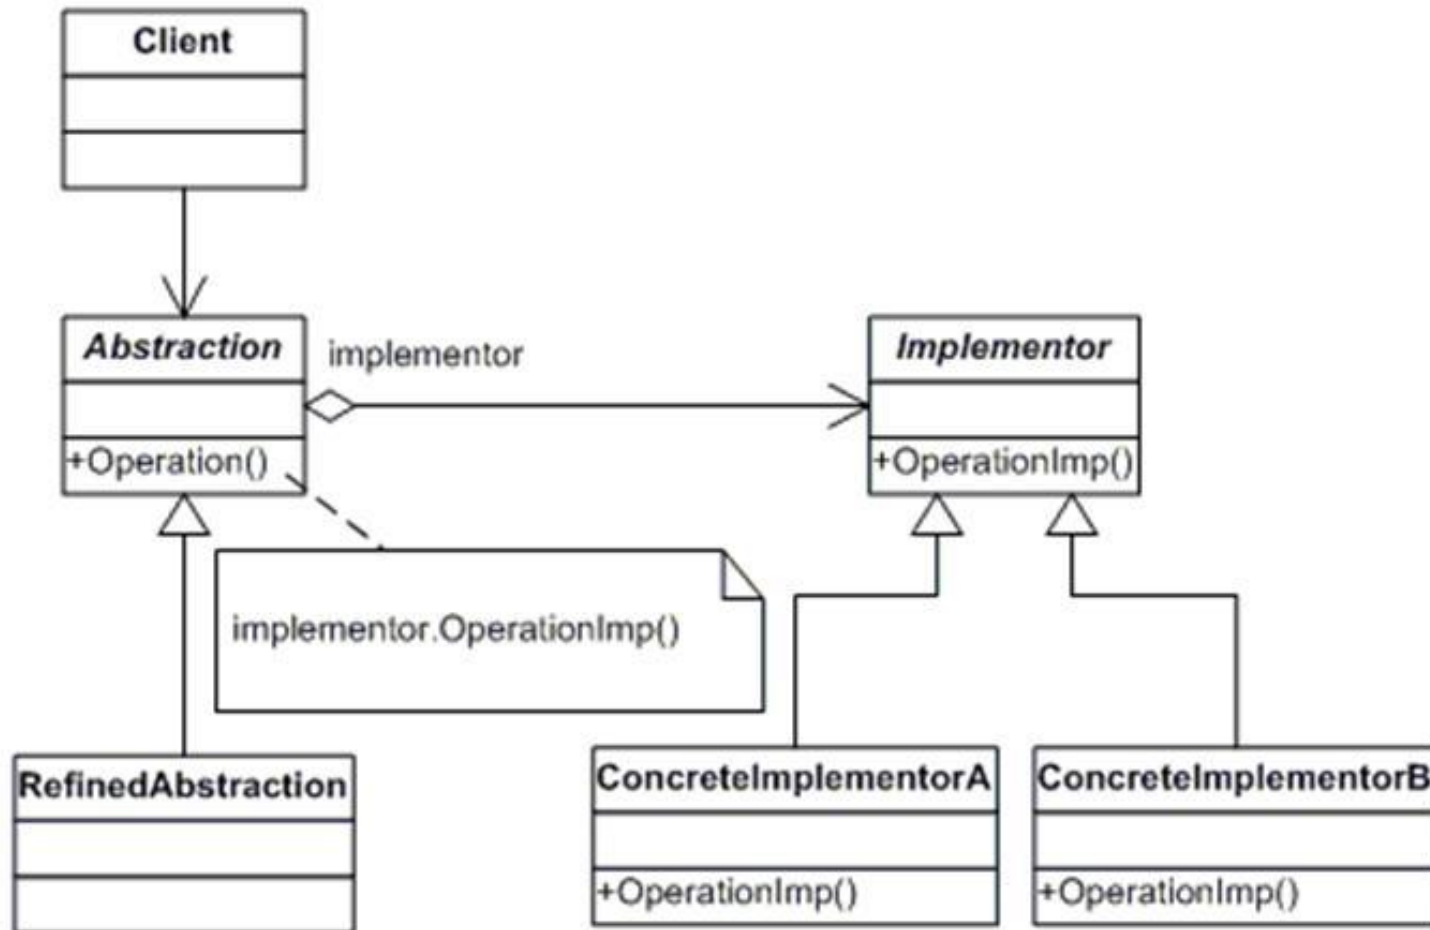 Client
Abstraction
implementor
Implementor
+Operation()
+OperationImp()
implementor.OperationImp()
RefinedAbstraction
ConcreteImplementorA
ConcreteImplementorB
+OperationImp()
+OperationImp()